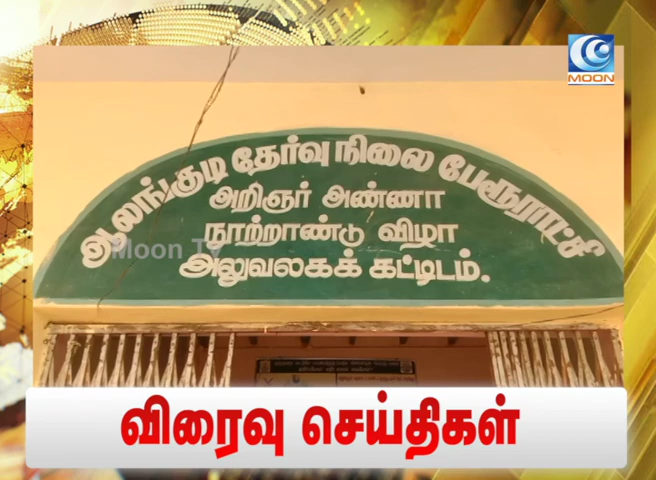 MOON
ஆலங்குடி தேர்வு நிலை பேரூராட்சி
அறிஞர் அண்ணா
நூற்றாண்டு விழா
Moon TV
அலுவலகக் கட்டிடம்.
விரைவு செய்திகள்